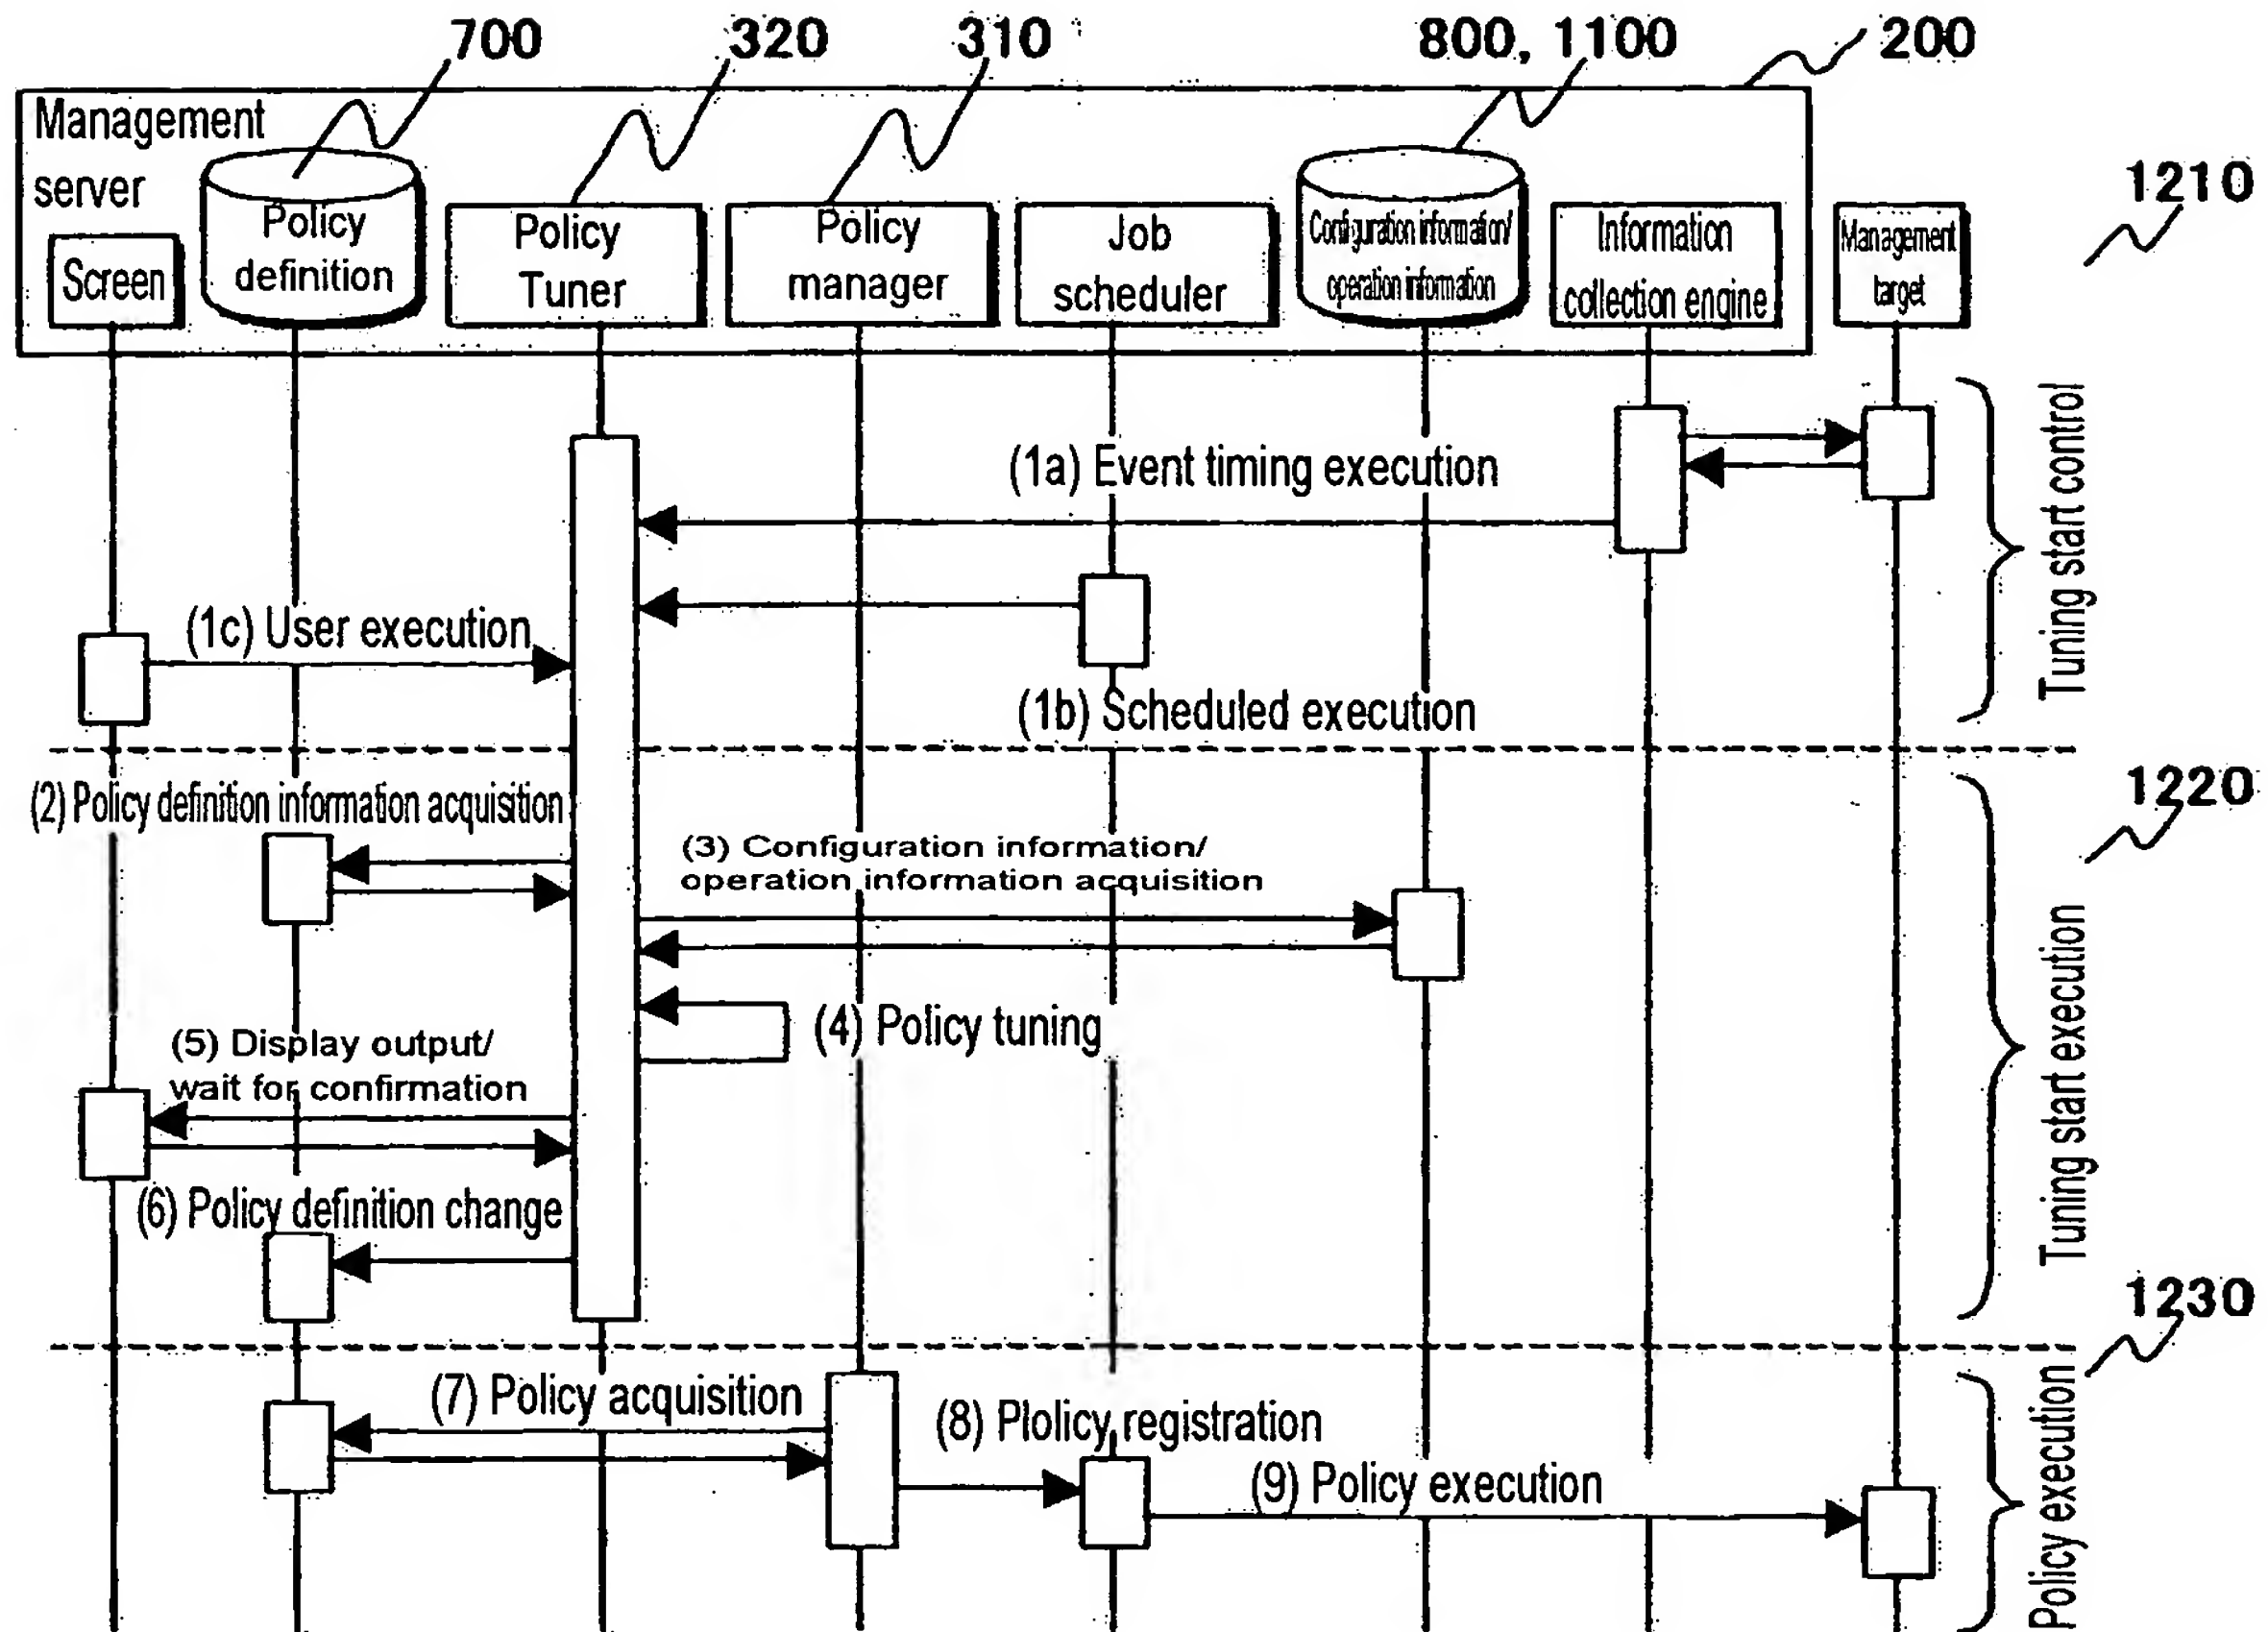 700
320
310
800, 1100
200
Management
server
1210
Screen
Policy
definition
Policy
Tuner
Policy
manager
Job
scheduler
Configuration information/
operation information
Information
collection engine
Management
target
(1a) Event timing execution
(1c) User execution
(1b) Scheduled execution
Tuning start control
(2) Policy definition information acquisition
1220
(3) Configuration information/
operation information acquisition
(4) Policy tuning
(5) Display output/
wait for confirmation
(6) Policy definition change
Tuning start execution
1230
(7) Policy acquisition
(8) Plolicy registration
(9) Policy execution
Policy execution